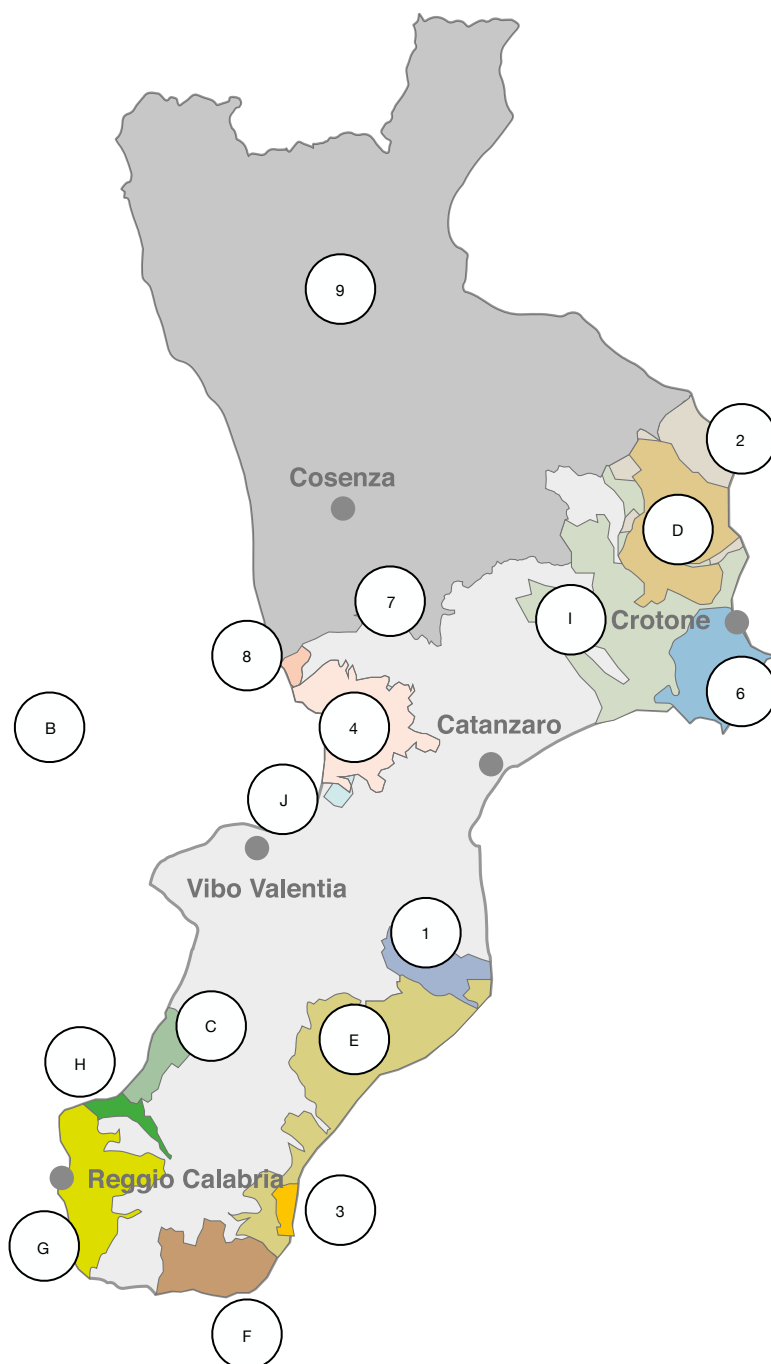 9
2
Cosenza
D
7
I
Crotone
8
6
B
4
Catanzaro
J
Vibo Valentia
1
C
E
H
Reggio Calabria
3
G
F